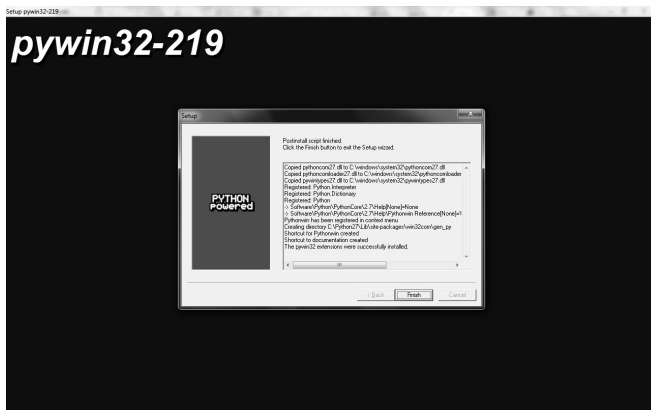 Setup pywin32-219
pywin32-219
Setup
PYTHON
powered
Postinstall script finished.
Click the Finish button to exit the Setup wizard.
Copied pythoncom27.dll to C:\windows\system32\pythoncom27.dll
Copied pythoncomloader27.dll to C:\windows\system32\pythoncomloader
Copied pywintypes27.dll to C:\windows\system32\pywintypes27.dll
Registered: Python.Interpreter
Registered: Python.Dictionary
Registered: Python
-> Software\Python\PythonCore\2.7\Help[None]=None
-> Software\Python\PythonCore\2.7\Help\Pythonwin Reference[None]='
Pythonwin has been registered in context menu
Creating directory C:\Python27\Lib\site-packages\win32com\gen_py
Shortcut for Pythonwin created
Shortcut to documentation created
The pywin32 extensions were successfully installed.
< Back Finish Cancel